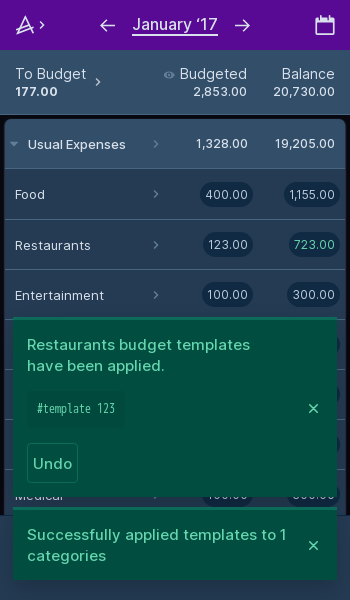 January ‘17
To Budget
177.00
Budgeted
2,853.00
Balance
20,730.00
Usual Expenses
1,328.00
19,205.00
Food
400.00
1,155.00
Restaurants
123.00
723.00
Entertainment
100.00
300.00
Restaurants budget templates
have been applied.
#template 123
Undo
Medical
Successfully applied templates to 1
categories